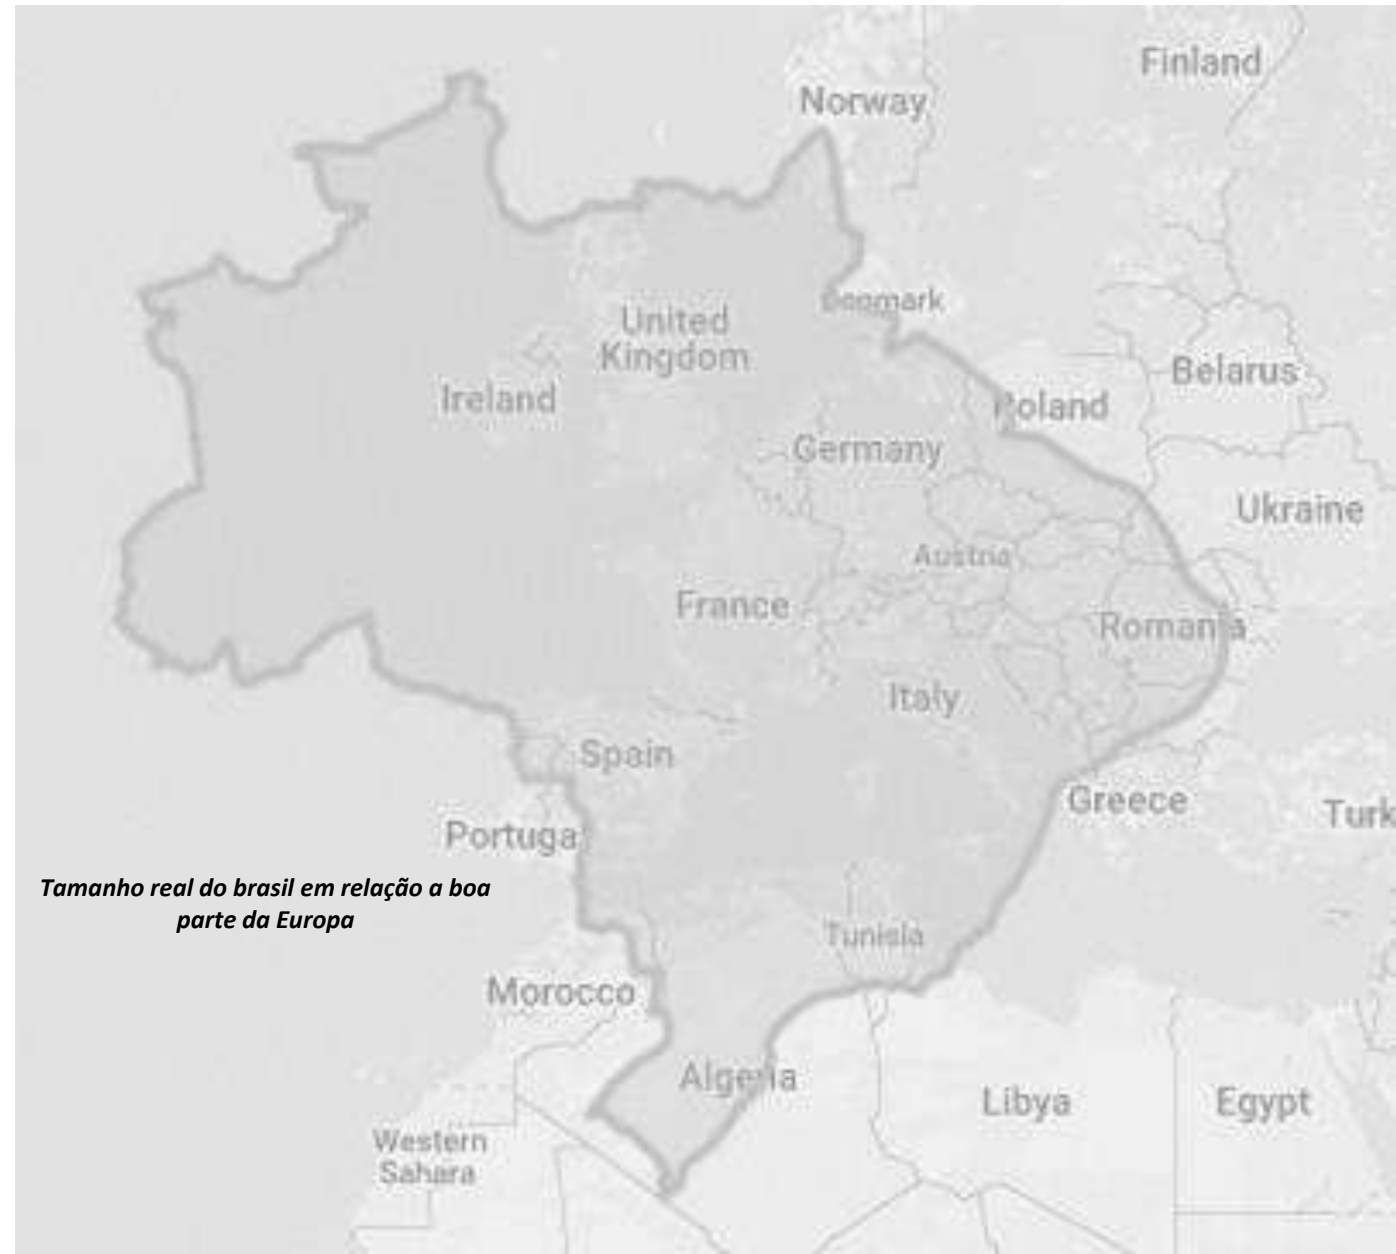 Finland
Norway
Denmark
United
Kingdom
Belarus
Ireland
Poland
Germany
Ukraine
Austria
France
Romania
Italy
Spain
Greece
Turk
Portuga
Tamanho real do brasil em relação a boa
parte da Europa
Tunisia
Morocco
Algeria
Libya
Egypt
Western
Sahara